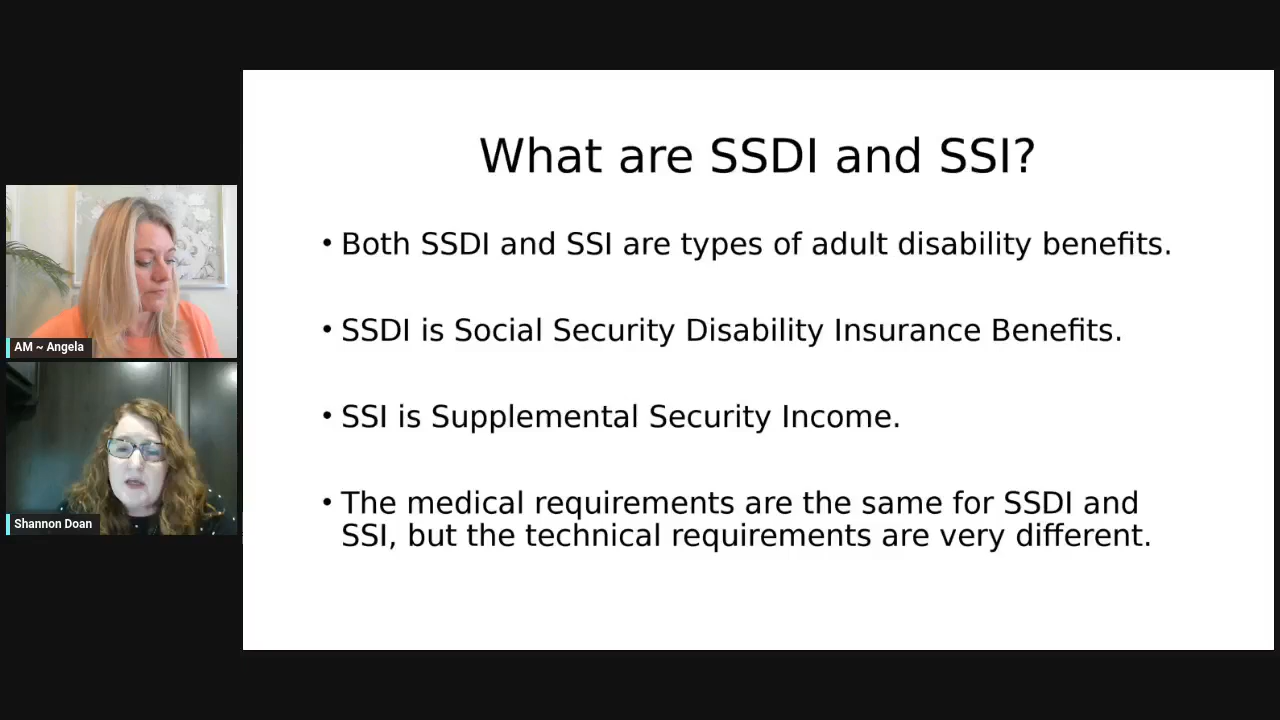 What are SSDI and SSI?
• Both SSDI and SSI are types of adult disability benefits.
• SSDI is Social Security Disability Insurance Benefits.
• SSI is Supplemental Security Income.
• The medical requirements are the same for SSDI and
SSI, but the technical requirements are very different.
AM ~ Angela
Shannon Doan